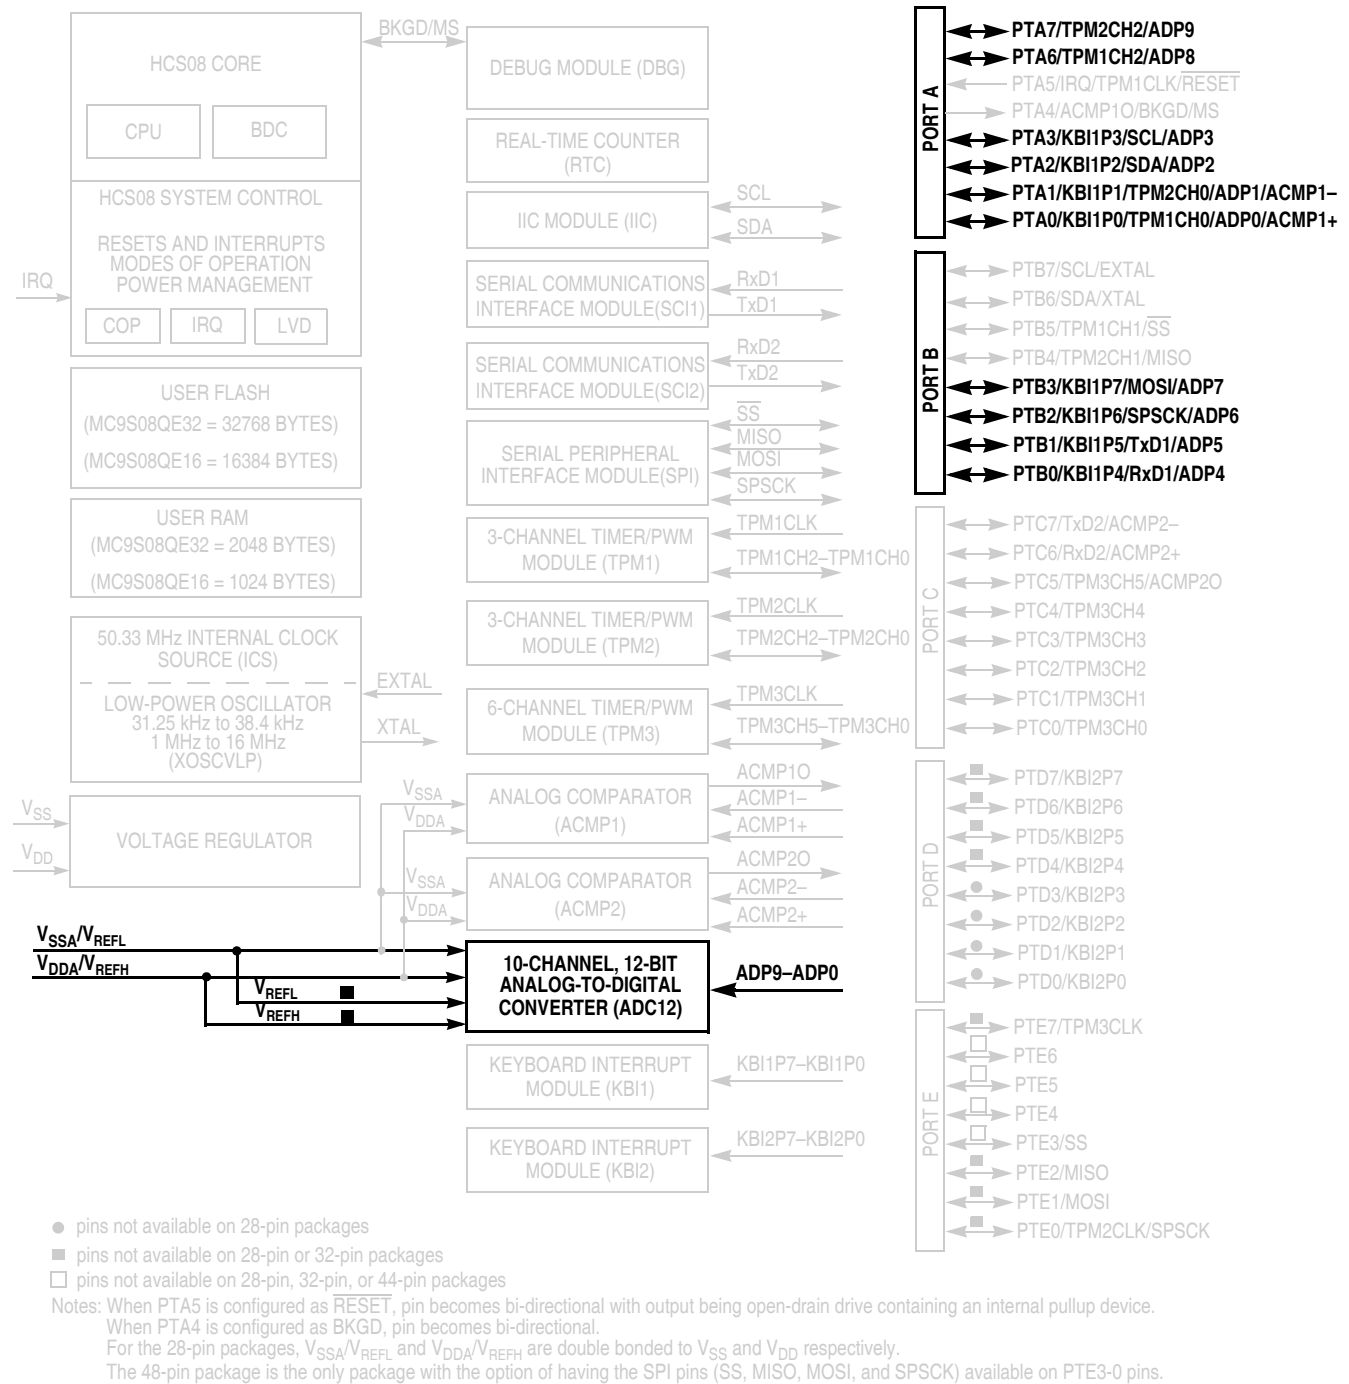 BKGD/MS
HCS08 CORE
CPU
BDC
HCS08 SYSTEM CONTROL
RESETS AND INTERRUPTS
MODES OF OPERATION
POWER MANAGEMENT
IRQ
COP
IRQ
LVD
USER FLASH
(MC9S08QE32 = 32768 BYTES)
(MC9S08QE16 = 16384 BYTES)
USER RAM
(MC9S08QE32 = 2048 BYTES)
(MC9S08QE16 = 1024 BYTES)
50.33 MHz INTERNAL CLOCK
SOURCE (ICS)
LOW-POWER OSCILLATOR
31.25 kHz to 38.4 kHz
1 MHz to 16 MHz
(XOSCVLP)
EXTAL
XTAL
VSS
VDD
VOLTAGE REGULATOR
VSSA/VREFL
VDDA/VREFH
VREFL
VREFH
DEBUG MODULE (DBG)
REAL-TIME COUNTER
(RTC)
IIC MODULE (IIC)
SCL
SDA
SERIAL COMMUNICATIONS
INTERFACE MODULE(SCI1)
RxD1
TxD1
SERIAL COMMUNICATIONS
INTERFACE MODULE(SCI2)
RxD2
TxD2
SERIAL PERIPHERAL
INTERFACE MODULE(SPI)
SS
MISO
MOSI
SPSCK
3-CHANNEL TIMER/PWM
MODULE (TPM1)
TPM1CLK
TPM1CH2–TPM1CH0
3-CHANNEL TIMER/PWM
MODULE (TPM2)
TPM2CLK
TPM2CH2–TPM2CH0
6-CHANNEL TIMER/PWM
MODULE (TPM3)
TPM3CLK
TPM3CH5–TPM3CH0
VSSA
VDDA
ANALOG COMPARATOR
(ACMP1)
ACMP1O
ACMP1–
ACMP1+
VSSA
VDDA
ANALOG COMPARATOR
(ACMP2)
ACMP2O
ACMP2–
ACMP2+
10-CHANNEL, 12-BIT
ANALOG-TO-DIGITAL
CONVERTER (ADC12)
ADP9–ADP0
KEYBOARD INTERRUPT
MODULE (KBI1)
KBI1P7–KBI1P0
KEYBOARD INTERRUPT
MODULE (KBI2)
KBI2P7–KBI2P0
PORT A
PTA7/TPM2CH2/ADP9
PTA6/TPM1CH2/ADP8
PTA5/IRQ/TPM1CLK/RESET
PTA4/ACMP1O/BKGD/MS
PTA3/KBI1P3/SCL/ADP3
PTA2/KBI1P2/SDA/ADP2
PTA1/KBI1P1/TPM2CH0/ADP1/ACMP1–
PTA0/KBI1P0/TPM1CH0/ADP0/ACMP1+
PORT B
PTB7/SCL/EXTAL
PTB6/SDA/XTAL
PTB5/TPM1CH1/SS
PTB4/TPM2CH1/MISO
PTB3/KBI1P7/MOSI/ADP7
PTB2/KBI1P6/SPSCK/ADP6
PTB1/KBI1P5/TxD1/ADP5
PTB0/KBI1P4/RxD1/ADP4
PORT C
PTC7/TxD2/ACMP2–
PTC6/RxD2/ACMP2+
PTC5/TPM3CH5/ACMP2O
PTC4/TPM3CH4
PTC3/TPM3CH3
PTC2/TPM3CH2
PTC1/TPM3CH1
PTC0/TPM3CH0
PORT D
PTD7/KBI2P7
PTD6/KBI2P6
PTD5/KBI2P5
PTD4/KBI2P4
PTD3/KBI2P3
PTD2/KBI2P2
PTD1/KBI2P1
PTD0/KBI2P0
PORT E
PTE7/TPM3CLK
PTE6
PTE5
PTE4
PTE3/SS
PTE2/MISO
PTE1/MOSI
PTE0/TPM2CLK/SPSCK
pins not available on 28-pin packages
pins not available on 28-pin or 32-pin packages
pins not available on 28-pin, 32-pin, or 44-pin packages
Notes: When PTA5 is configured as RESET, pin becomes bi-directional with output being open-drain drive containing an internal pullup device.
When PTA4 is configured as BKGD, pin becomes bi-directional.
For the 28-pin packages, VSSA/VREFL and VDDA/VREFH are double bonded to VSS and VDD respectively.
The 48-pin package is the only package with the option of having the SPI pins (SS, MISO, MOSI, and SPSCK) available on PTE3-0 pins.